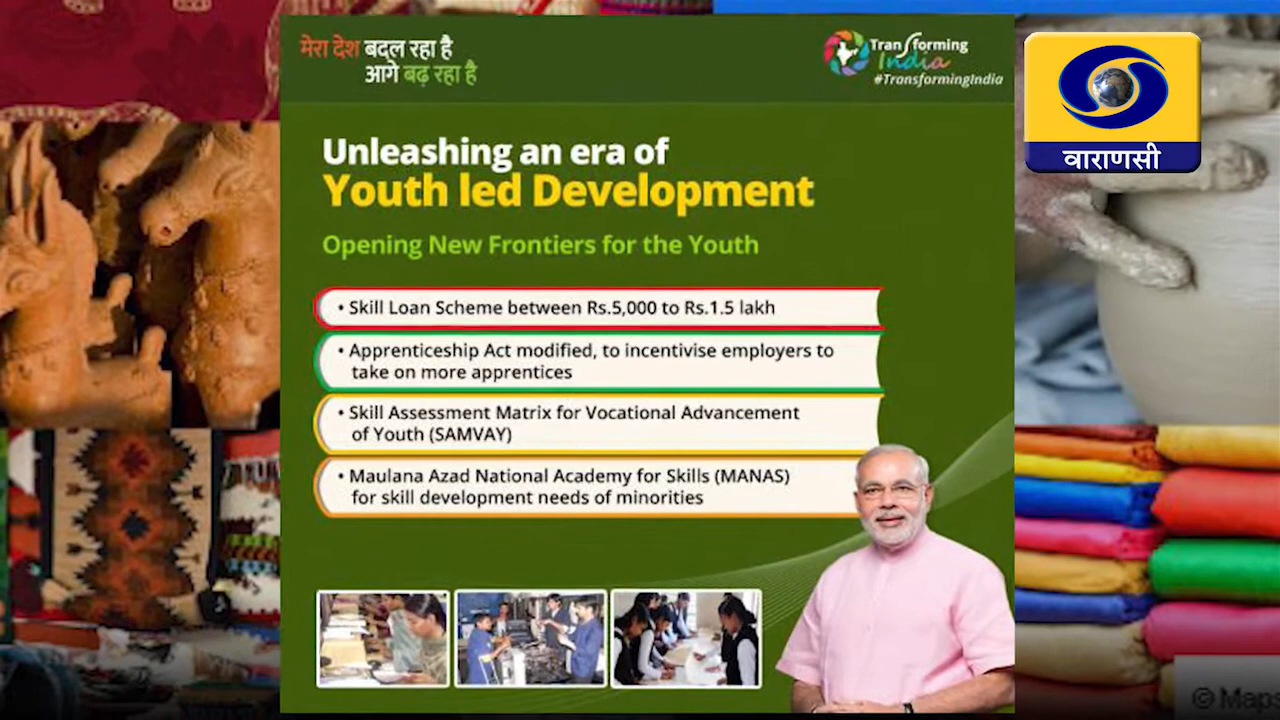 मेरा देश बदल रहा है
आगे बढ़ रहा है
Transforming
India
#TransformingIndia
वाराणसी
Unleashing an era of
Youth led Development
Opening New Frontiers for the Youth
• Skill Loan Scheme between Rs.5,000 to Rs.1.5 lakh
• Apprenticeship Act modified, to incentivise employers to
take on more apprentices
• Skill Assessment Matrix for Vocational Advancement
of Youth (SAMVAY)
• Maulana Azad National Academy for Skills (MANAS)
for skill development needs of minorities
© Maps